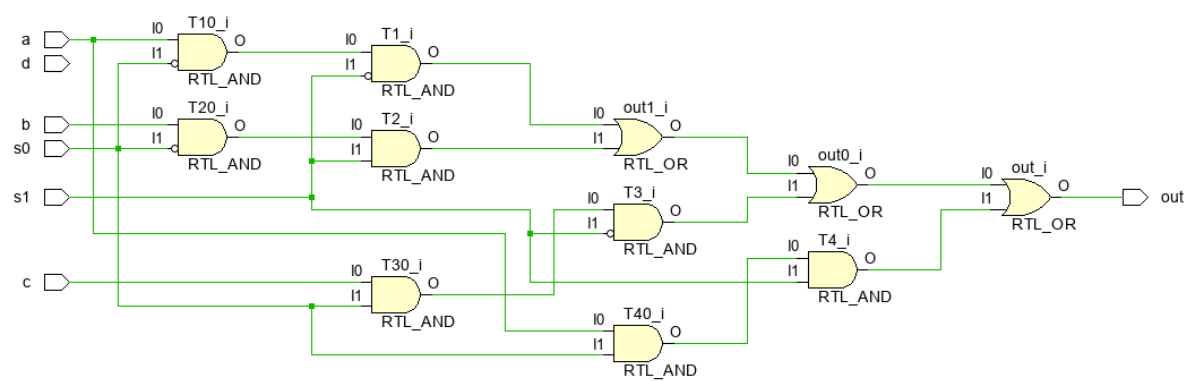 T10_i
a I0 O
d I1
RTL_AND
T1_i
I0 O
I1
RTL_AND
T20_i
b I0 O
s0 I1
RTL_AND
T2_i
I0 O
I1
RTL_AND
out1_i
I0 O
I1
RTL_OR
s1
T3_i
I0 O
I1
RTL_AND
out0_i
I0 O
I1
RTL_OR
out_i
I0 O
I1 out
RTL_OR
T30_i
c I0 O
I1
RTL_AND
T4_i
I0 O
I1
RTL_AND
T40_i
I0 O
I1
RTL_AND